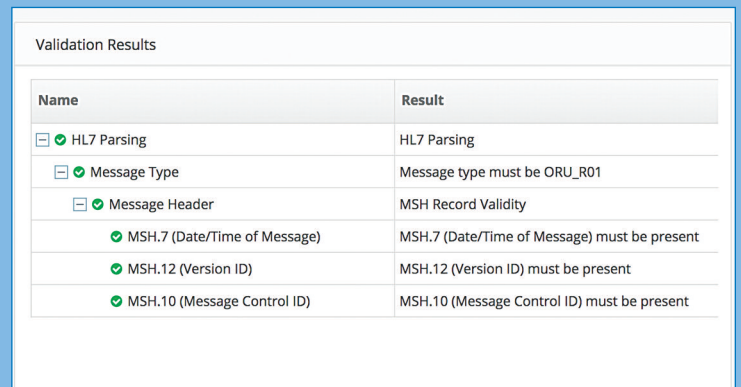 Validation Results
Name Result
HL7 Parsing HL7 Parsing
Message Type Message type must be ORU_R01
Message Header MSH Record Validity
MSH.7 (Date/Time of Message) MSH.7 (Date/Time of Message) must be present
MSH.12 (Version ID) MSH.12 (Version ID) must be present
MSH.10 (Message Control ID) MSH.10 (Message Control ID) must be present